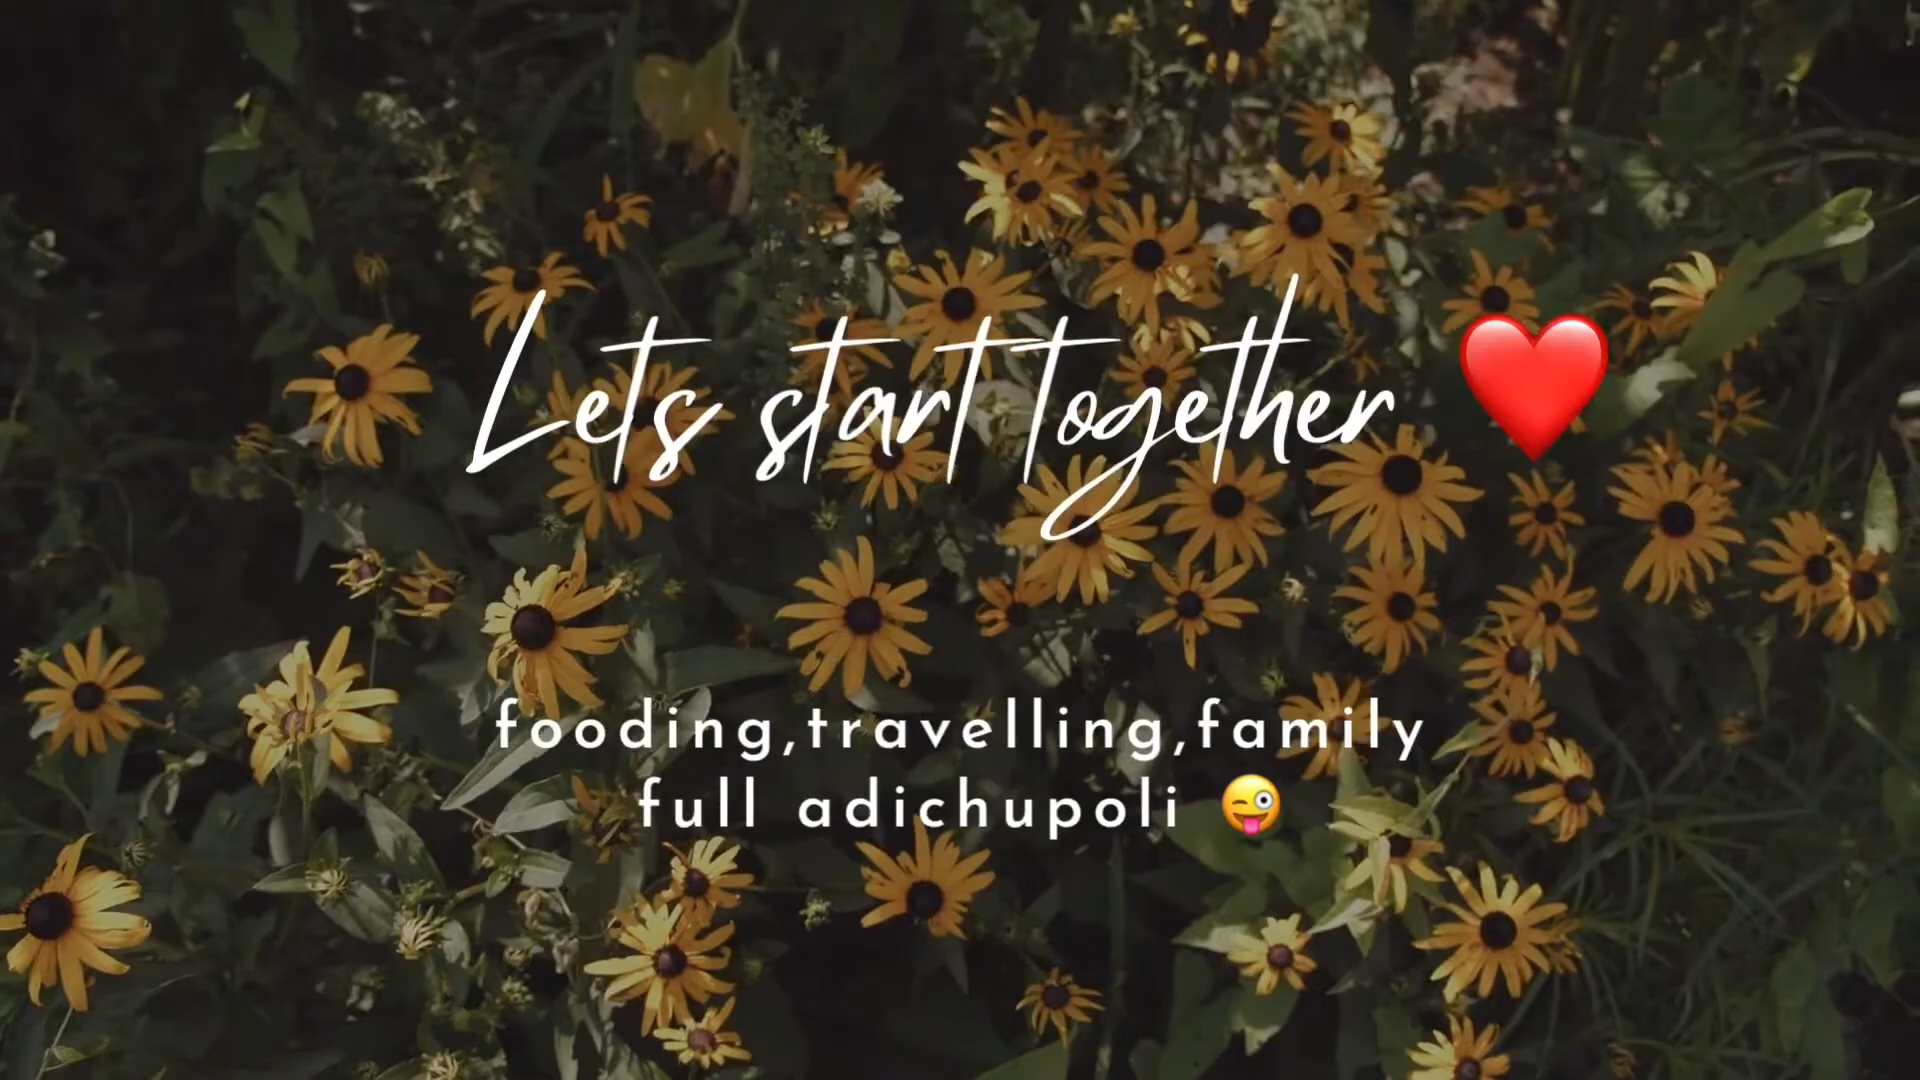 Lets start together ❤️
fooding,travelling,family
full adichupoli 😜